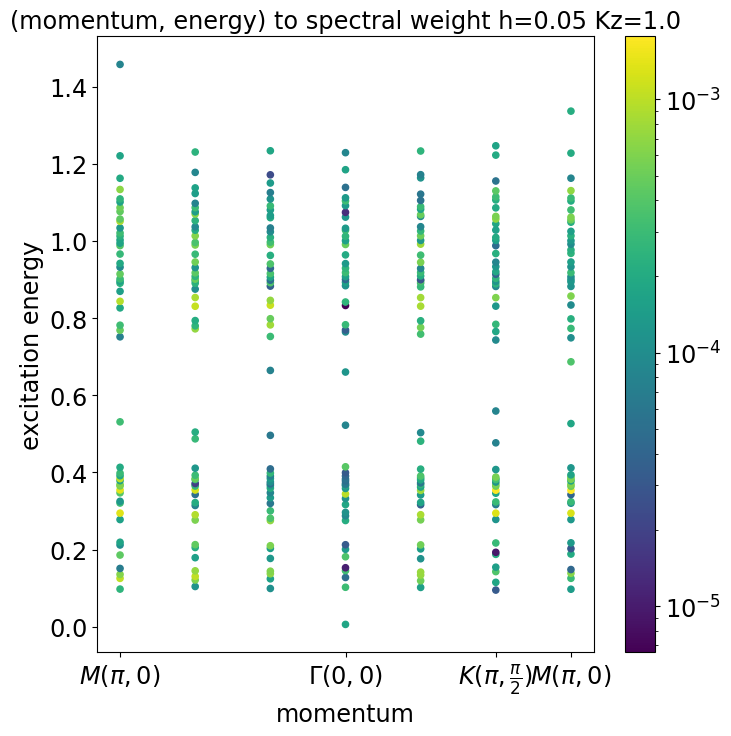 (momentum, energy) to spectral weight h=0.05 Kz=1.0
excitation energy
1.4
1.2
1.0
0.8
0.6
0.4
0.2
0.0
M(π, 0)
Γ(0, 0)
K(π, π/2)
M(π, 0)
momentum
10⁻³
10⁻⁴
10⁻⁵